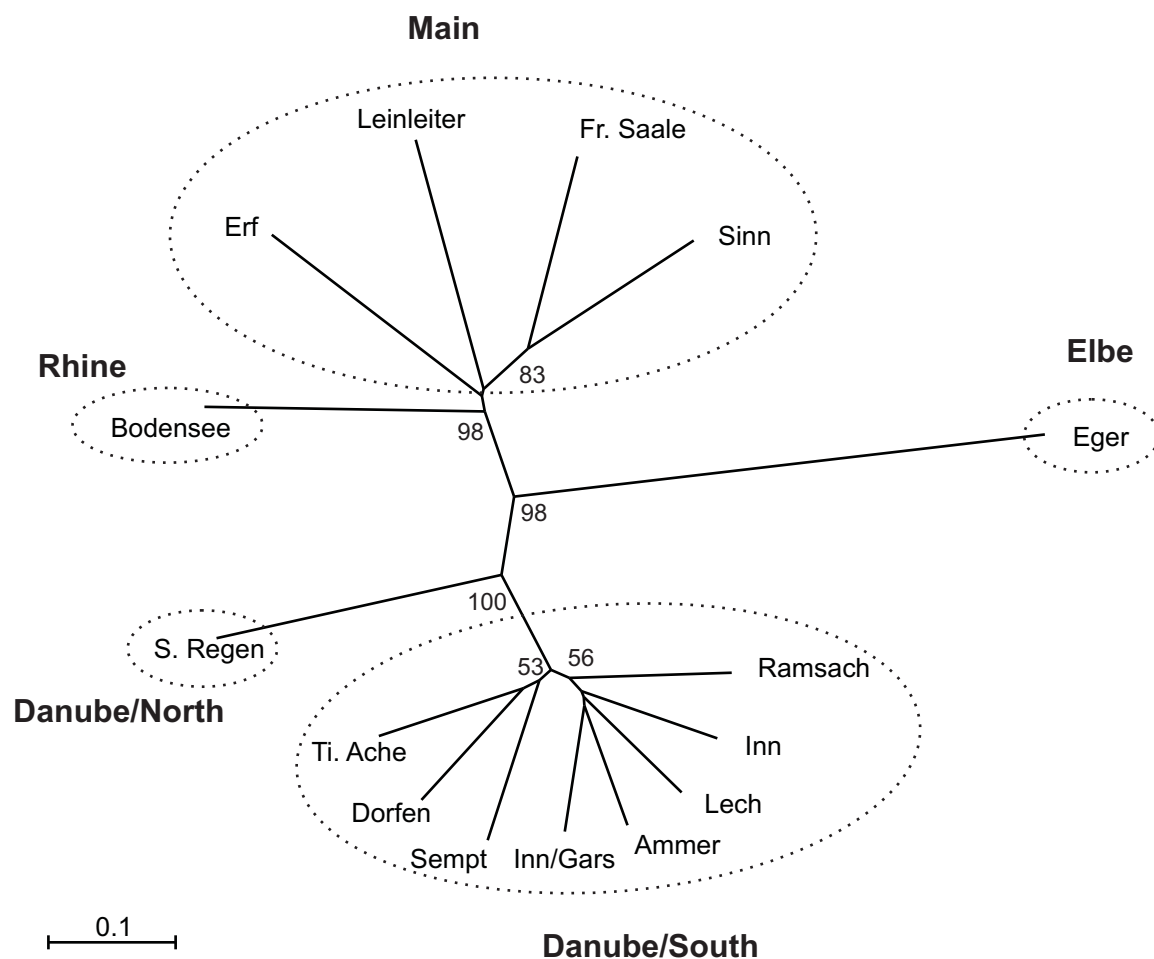 Main
Leinleiter
Fr. Saale
Erf
Sinn
Rhine
Elbe
83
Bodensee
98
Eger
98
100
S. Regen
53
56
Ramsach
Danube/North
Ti. Ache
Inn
Dorfen
Lech
Sempt
Inn/Gars
Ammer
0.1
Danube/South